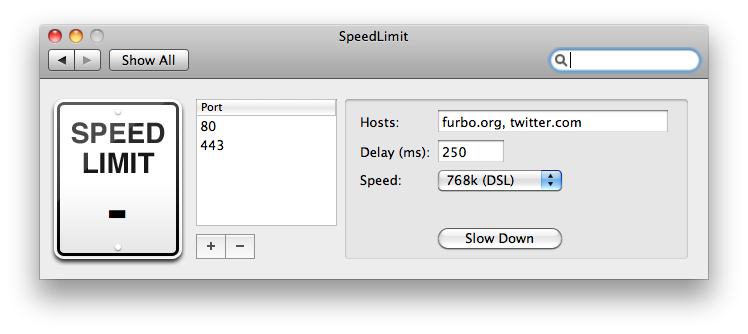 SpeedLimit
Show All
SPEED
LIMIT
-
Port
80
443
+ −
Hosts: furbo.org, twitter.com
Delay (ms): 250
Speed: 768k (DSL)
Slow Down